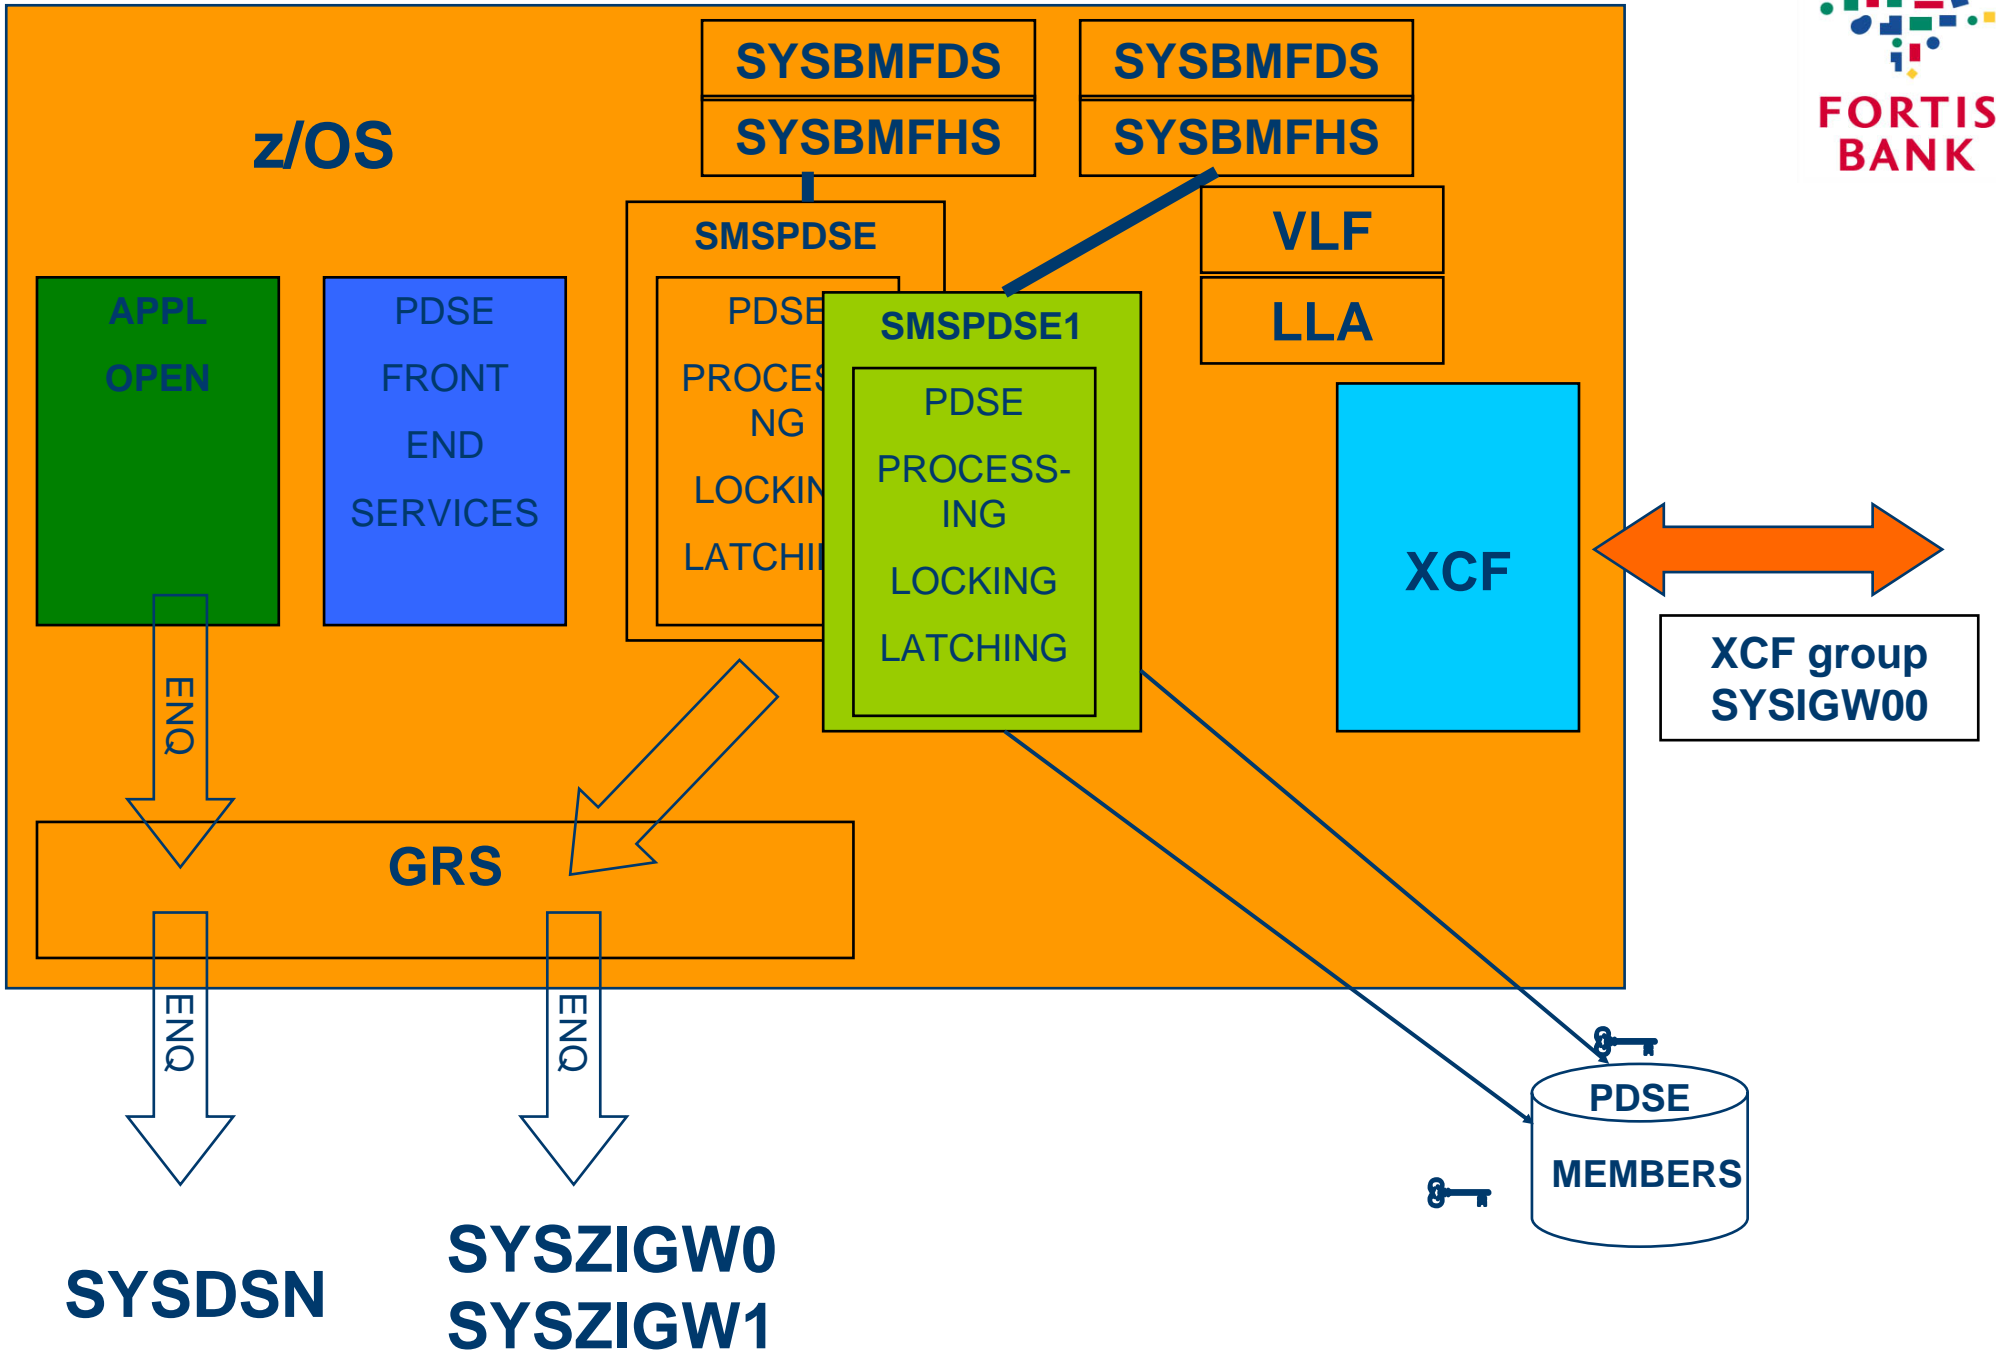 SYSBMFDS
SYSBMFHS
SYSBMFDS
SYSBMFHS
FORTIS
BANK
z/OS
VLF
LLA
SMSPDSE
PDSE
PROCES
NG
LOCKIN
LATCHI
SMSPDSE1
PDSE
PROCESS-
ING
LOCKING
LATCHING
APPL
OPEN
PDSE
FRONT
END
SERVICES
XCF
XCF group
SYSIGW00
ENQ
GRS
ENQ
ENQ
PDSE
MEMBERS
SYSDSN
SYSZIGW0
SYSZIGW1